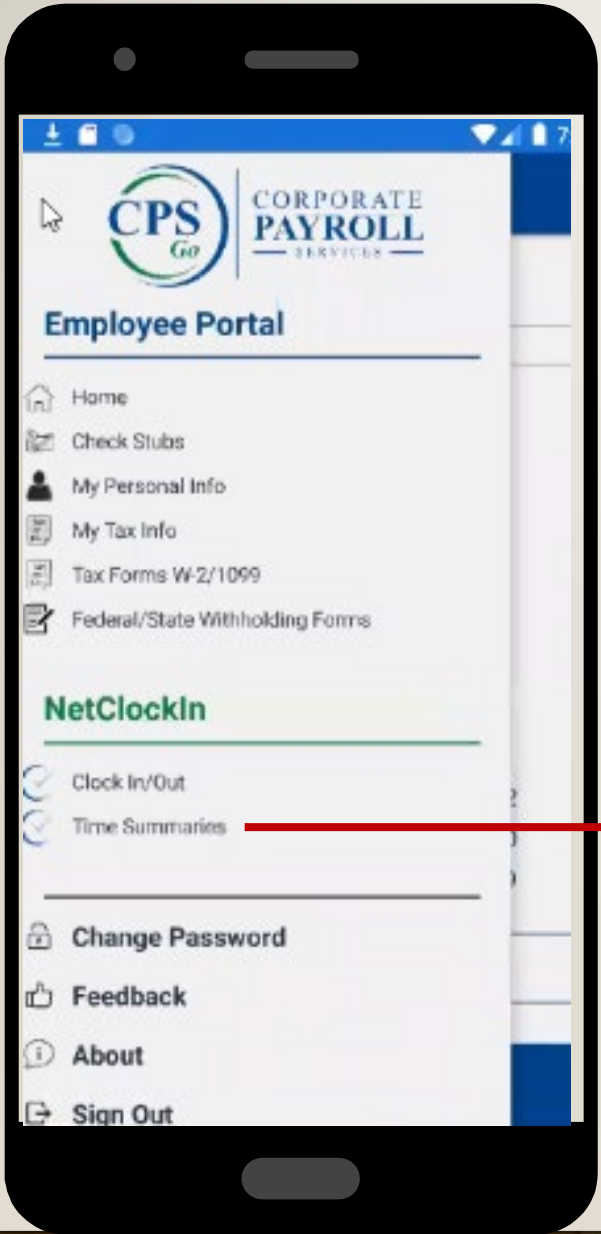 7:
CPS
Go
CORPORATE
PAYROLL
SERVICES
Employee Portal
Home
Check Stubs
My Personal Info
My Tax Info
Tax Forms W-2/1099
Federal/State Withholding Forms
NetClockIn
Clock In/Out
Time Summaries
Change Password
Feedback
About
Sign Out